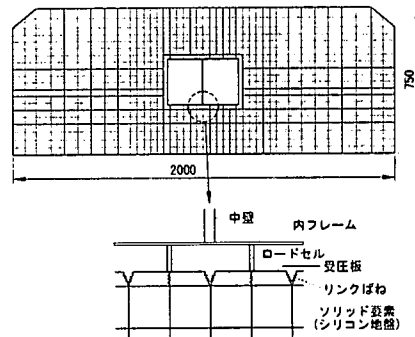 750
2000
中壁
内フレーム
ロードセル
受圧板
リンクばね
ソリッド要素
(シリコン地盤)